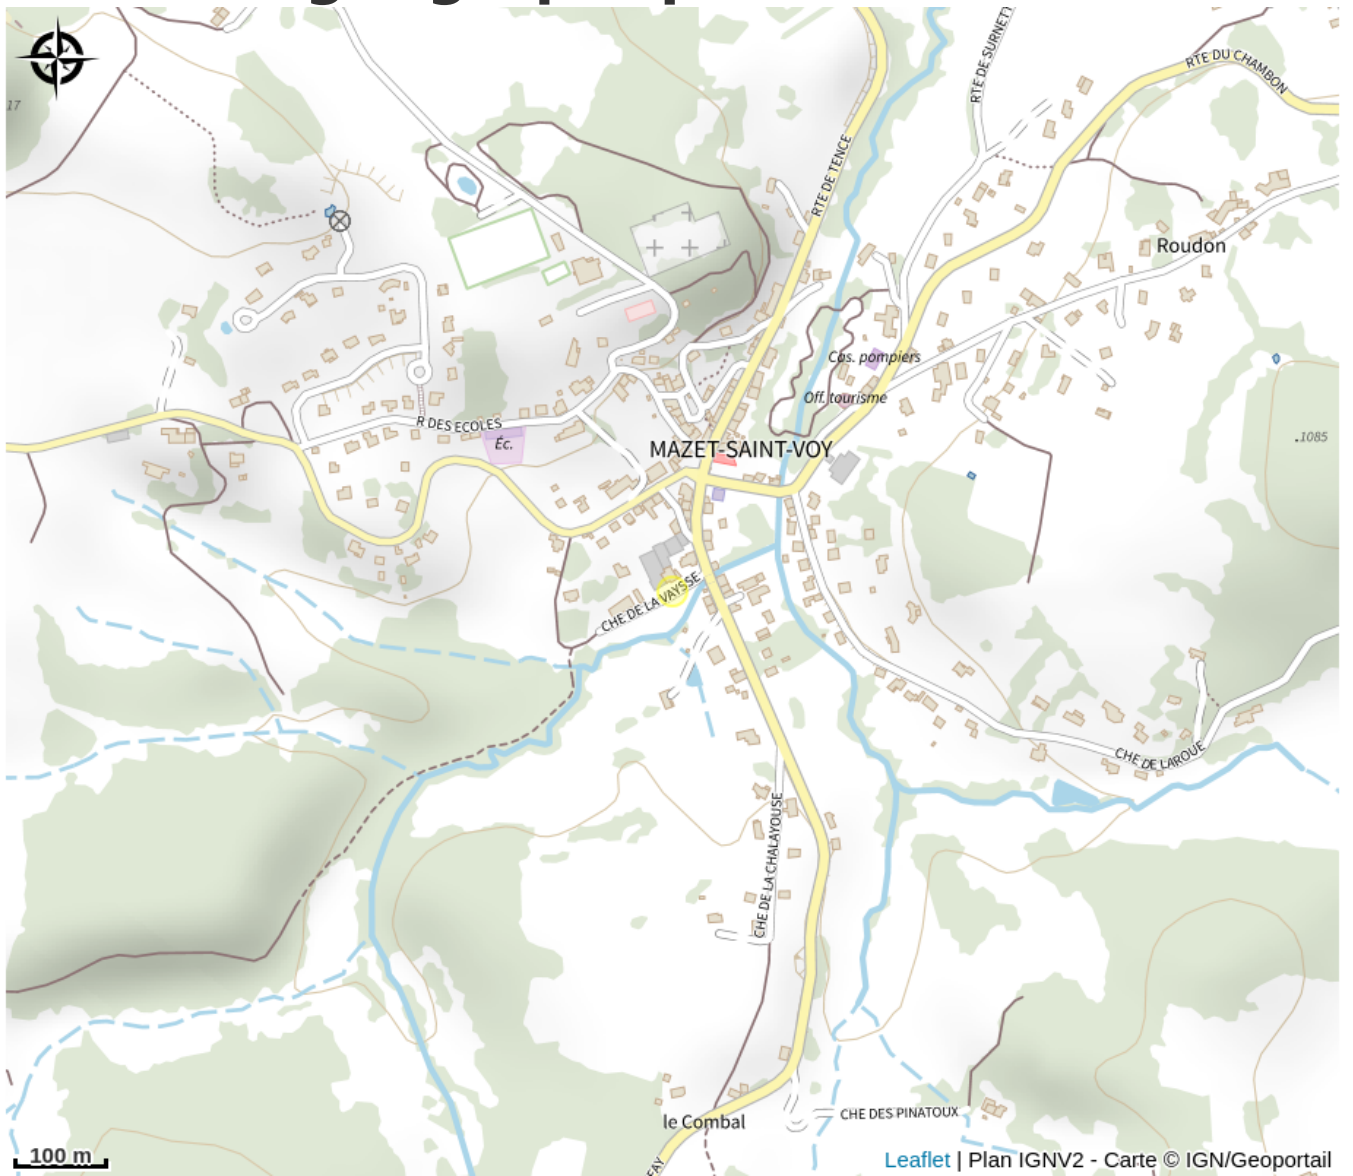 RTE DE SURNETT
RTE DU CHAMBON
17
RTE DE TENCE
Roudon
Cas. pompiers
Off. tourisme
R DES ECOLES
Éc.
MAZET-SAINT-VOY
.1085
CHE DE LA VAYSSE
CHE DE LAROUE
CHE DE LA CHALAYOUSE
le Combal
CHE DES PINATOUX
FAY
100 m
Leaflet | Plan IGNV2 - Carte © IGN/Geoportail